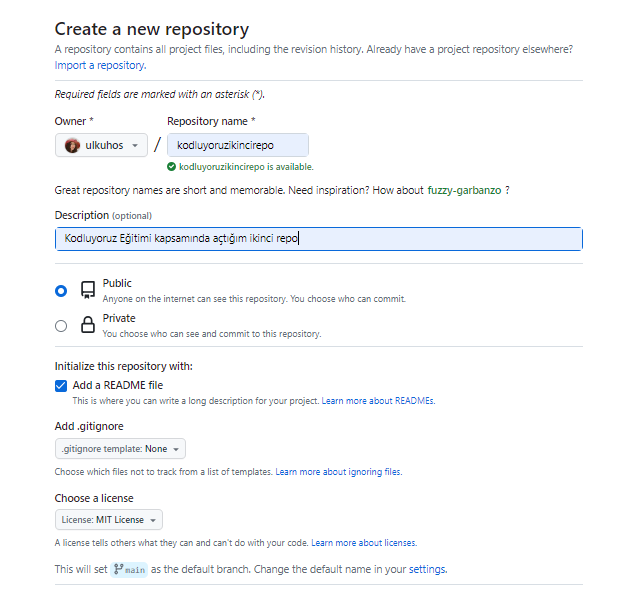 Create a new repository
A repository contains all project files, including the revision history. Already have a project repository elsewhere?
Import a repository.
Required fields are marked with an asterisk (*).
Owner * Repository name *
ulkuhos / kodluyoruzikincirepo
kodluyoruzikincirepo is available.
Great repository names are short and memorable. Need inspiration? How about fuzzy-garbanzo ?
Description (optional)
Kodluyoruz Eğitimi kapsamında açtığım ikinci repo
Public
Anyone on the internet can see this repository. You choose who can commit.
Private
You choose who can see and commit to this repository.
Initialize this repository with:
Add a README file
This is where you can write a long description for your project. Learn more about READMEs.
Add .gitignore
.gitignore template: None
Choose which files not to track from a list of templates. Learn more about ignoring files.
Choose a license
License: MIT License
A license tells others what they can and can't do with your code. Learn more about licenses.
This will set main as the default branch. Change the default name in your settings.